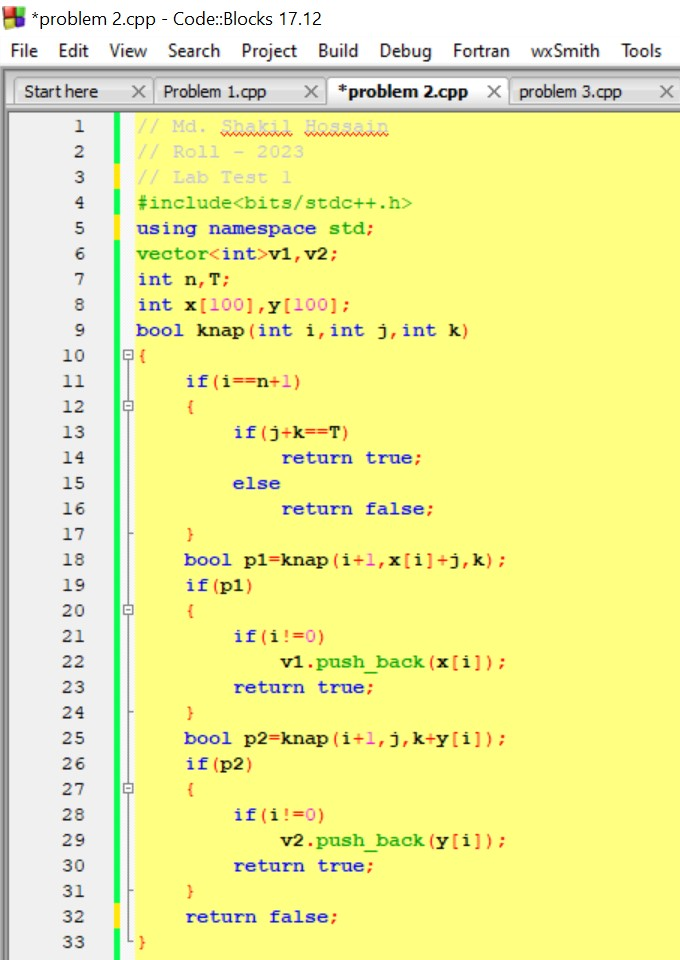 *problem 2.cpp - Code::Blocks 17.12
File Edit View Search Project Build Debug Fortran wxSmith Tools
Start here Problem 1.cpp *problem 2.cpp problem 3.cpp
1 // Md. Shakil Hossain
2 // Roll - 2023
3 // Lab Test 1
4 #include<bits/stdc++.h>
5 using namespace std;
6 vector<int>v1,v2;
7 int n,T;
8 int x[100],y[100];
9 bool knap(int i,int j,int k)
10 {
11 if(i==n+1)
12 {
13 if(j+k==T)
14 return true;
15 else
16 return false;
17 }
18 bool p1=knap(i+1,x[i]+j,k);
19 if(p1)
20 {
21 if(i!=0)
22 v1.push_back(x[i]);
23 return true;
24 }
25 bool p2=knap(i+1,j,k+y[i]);
26 if(p2)
27 {
28 if(i!=0)
29 v2.push_back(y[i]);
30 return true;
31 }
32 return false;
33 }